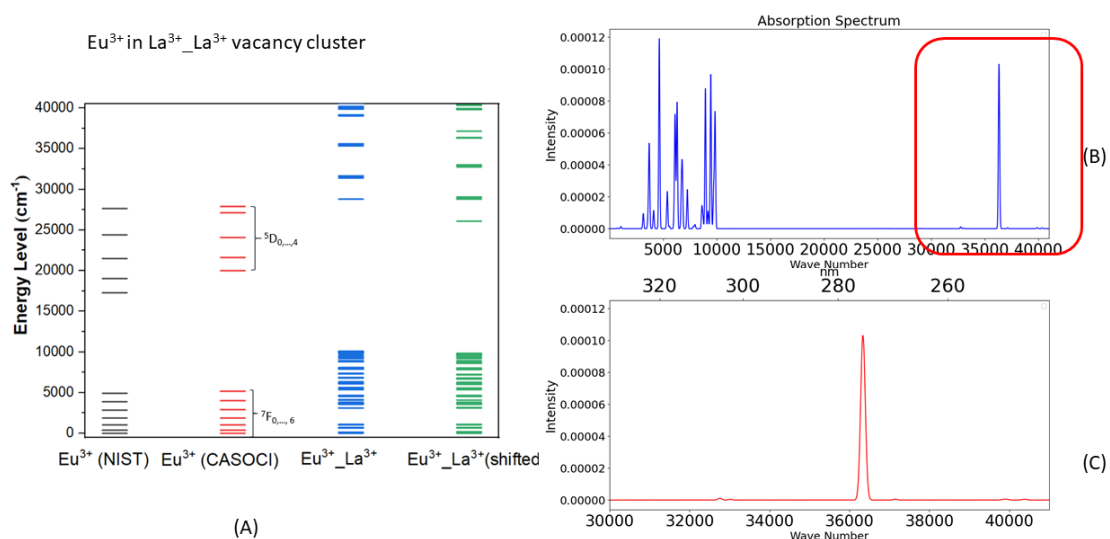 Eu³⁺ in La³⁺_La³⁺ vacancy cluster
Energy Level (cm⁻¹)
40000
35000
30000
25000
20000
15000
10000
5000
0
⁵D₀,...,₄
⁷F₀,...,₆
Eu³⁺ (NIST) Eu³⁺ (CASOCI) Eu³⁺_La³⁺ Eu³⁺_La³⁺(shifted
(A)
Absorption Spectrum
Intensity
0.00012
0.00010
0.00008
0.00006
0.00004
0.00002
0.00000
5000 10000 15000 20000 25000 30000 35000 40000
Wave Number
(B)
nm
320 300 280 260
Intensity
0.00012
0.00010
0.00008
0.00006
0.00004
0.00002
0.00000
30000 32000 34000 36000 38000 40000
Wave Number
(C)